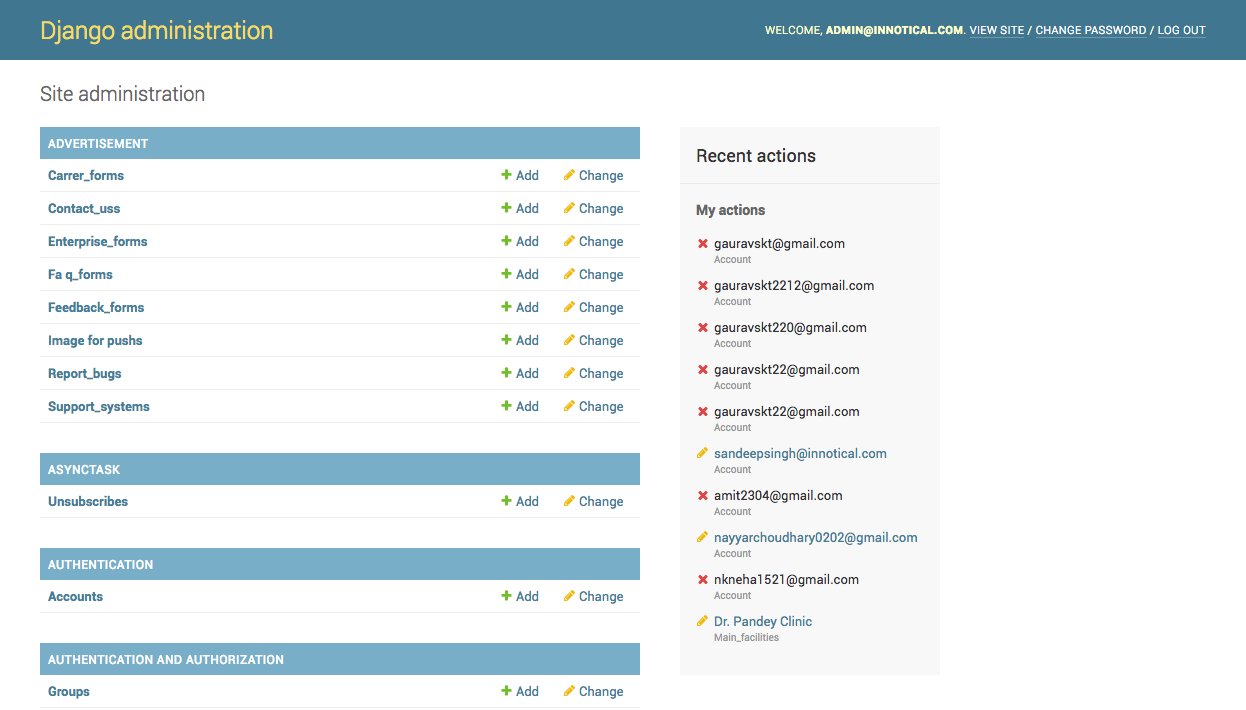 Django administration
WELCOME, ADMIN@INNOTICAL.COM. VIEW SITE / CHANGE PASSWORD / LOG OUT
Site administration
ADVERTISEMENT
Carrer_forms Add Change
Contact_uss Add Change
Enterprise_forms Add Change
Fa q_forms Add Change
Feedback_forms Add Change
Image for pushs Add Change
Report_bugs Add Change
Support_systems Add Change
ASYNCTASK
Unsubscribes Add Change
AUTHENTICATION
Accounts Add Change
AUTHENTICATION AND AUTHORIZATION
Groups Add Change
Recent actions
My actions
gauravskt@gmail.com
Account
gauravskt2212@gmail.com
Account
gauravskt220@gmail.com
Account
gauravskt22@gmail.com
Account
gauravskt22@gmail.com
Account
sandeepsingh@innotical.com
Account
amit2304@gmail.com
Account
nayyarchoudhary0202@gmail.com
Account
nkneha1521@gmail.com
Account
Dr. Pandey Clinic
Main_facilities